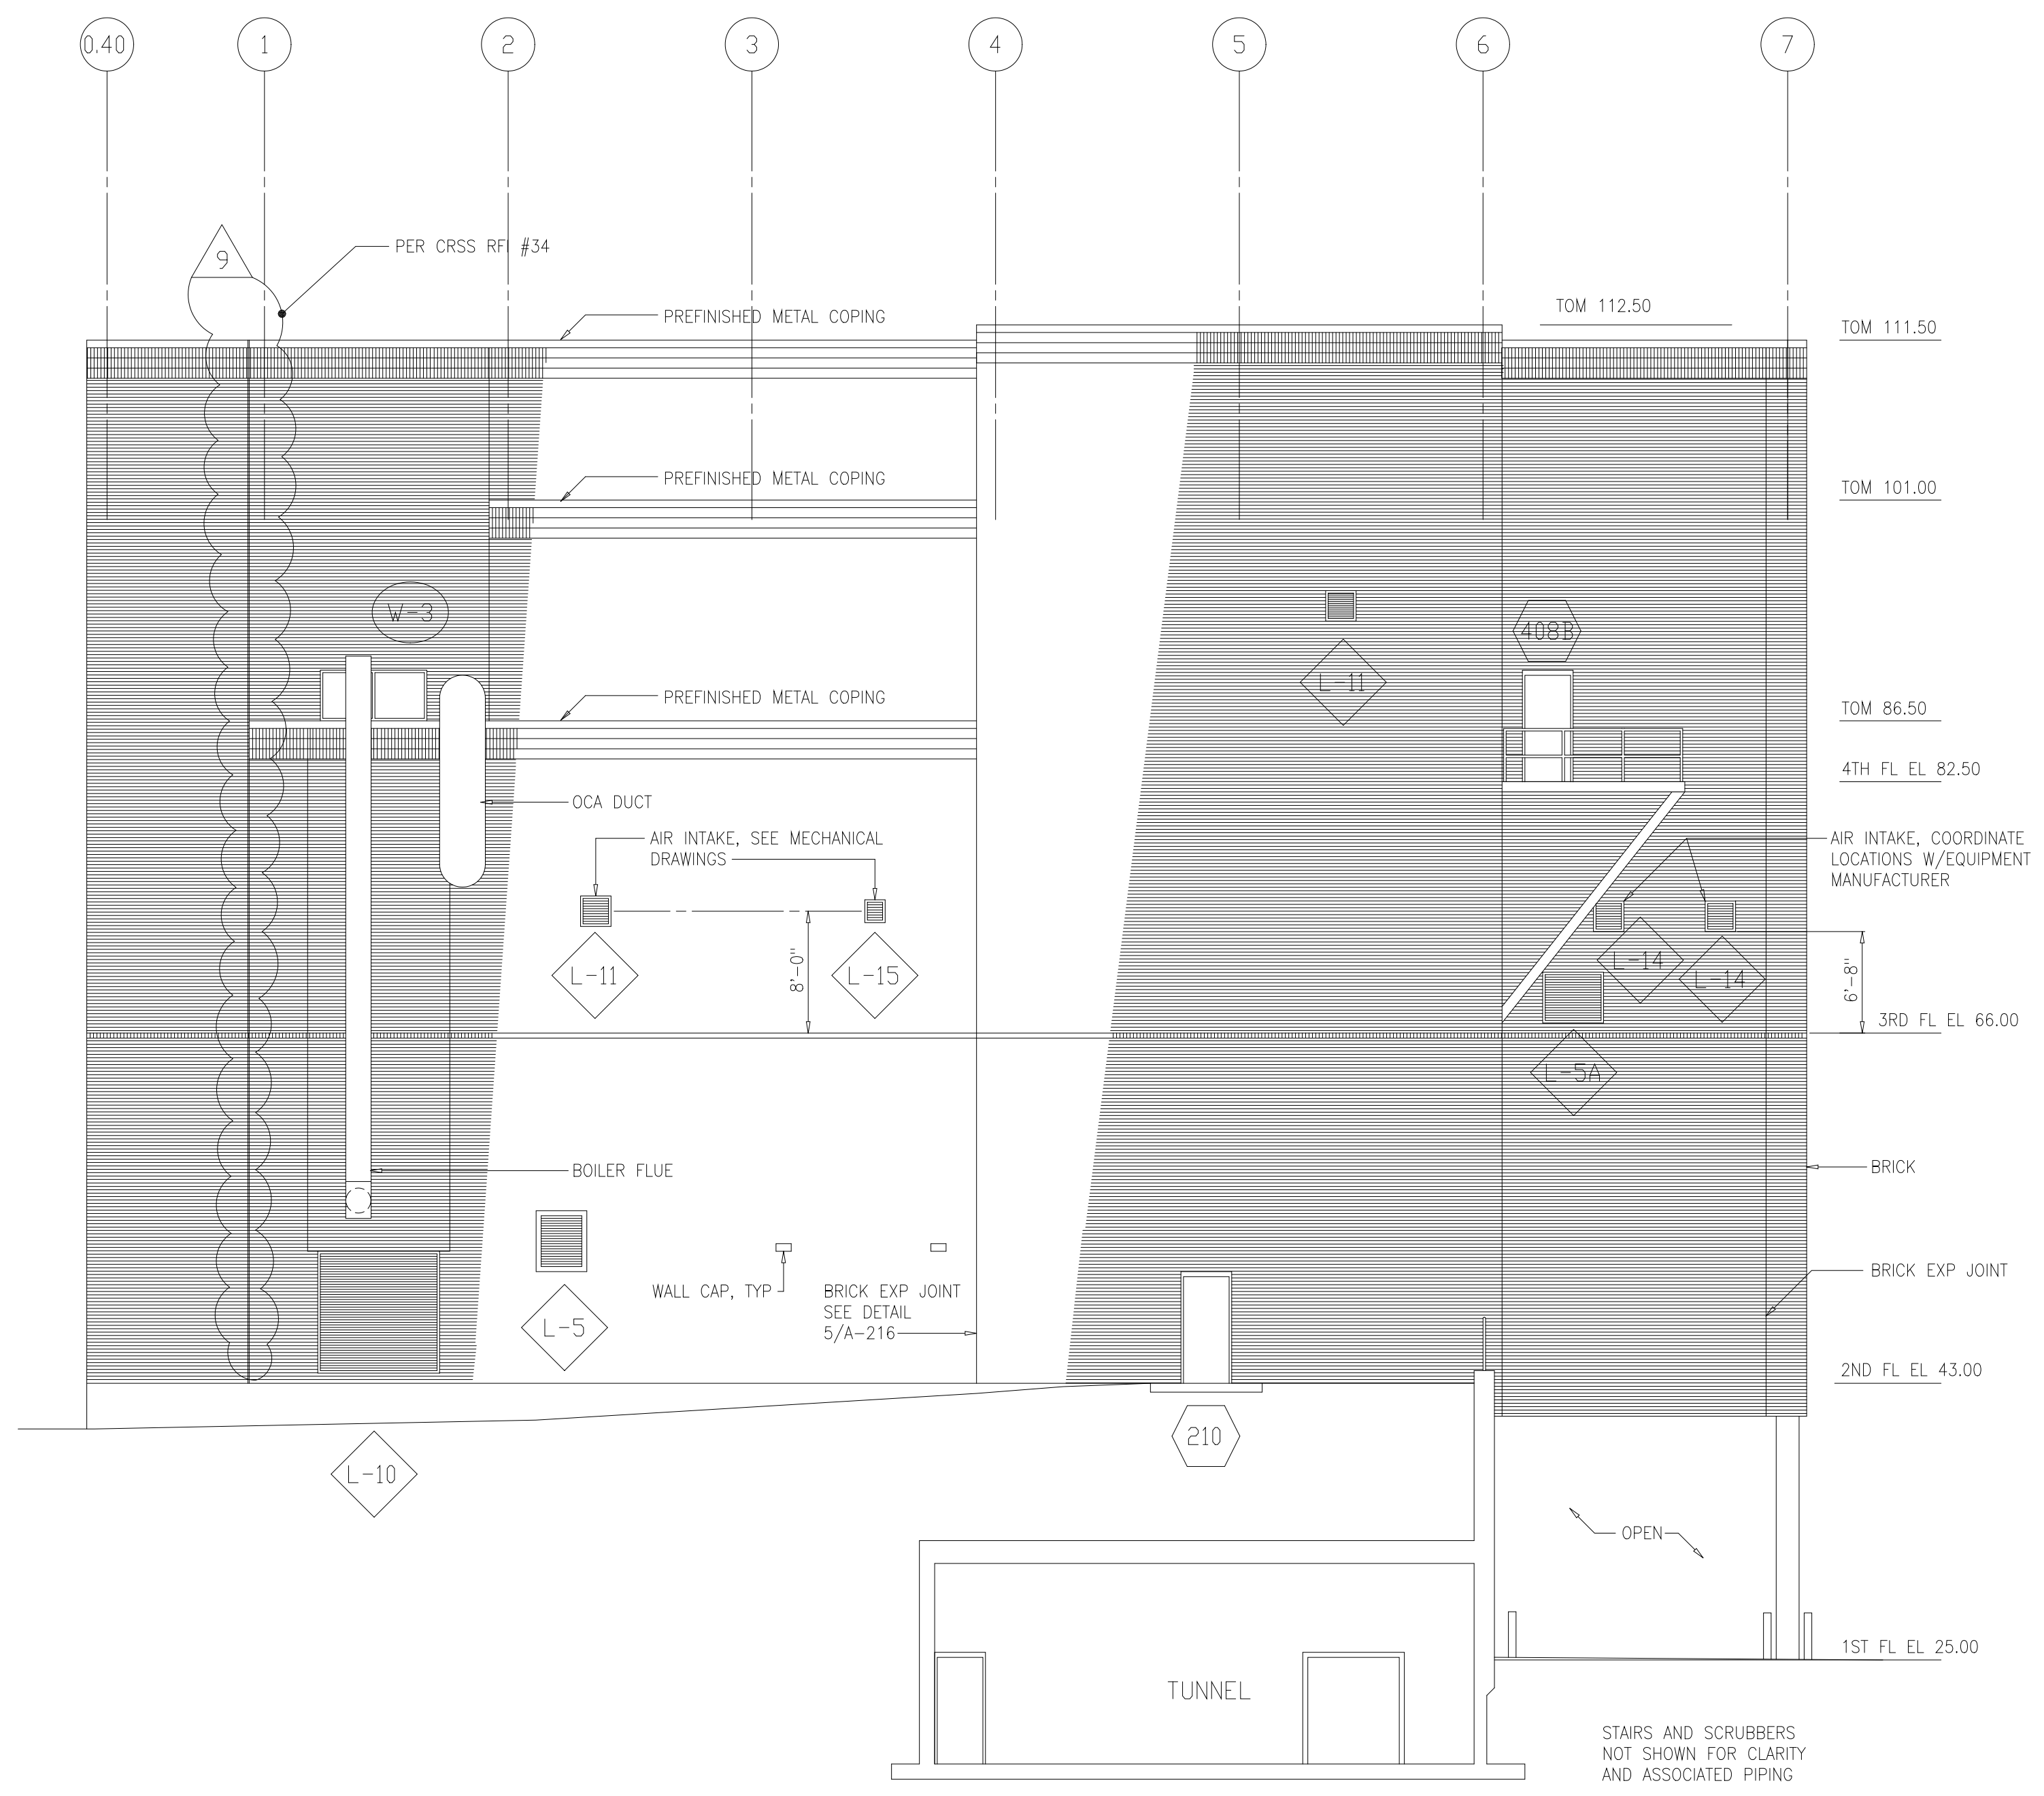 0.40 1 2 3 4 5 6 7
9
PER CRSS RFI #34
TOM 112.50
PREFINISHED METAL COPING
TOM 111.50
PREFINISHED METAL COPING
TOM 101.00
W-3
408B
L-11
PREFINISHED METAL COPING
TOM 86.50
4TH FL EL 82.50
OCA DUCT
AIR INTAKE, SEE MECHANICAL
DRAWINGS
AIR INTAKE, COORDINATE
LOCATIONS W/EQUIPMENT
MANUFACTURER
L-11
8'-0"
L-15
L-14
L-14
6'-8"
3RD FL EL 66.00
L-5A
BRICK
BOILER FLUE
BRICK EXP JOINT
WALL CAP, TYP
BRICK EXP JOINT
SEE DETAIL
5/A-216
L-5
2ND FL EL 43.00
210
L-10
OPEN
1ST FL EL 25.00
TUNNEL
STAIRS AND SCRUBBERS
NOT SHOWN FOR CLARITY
AND ASSOCIATED PIPING